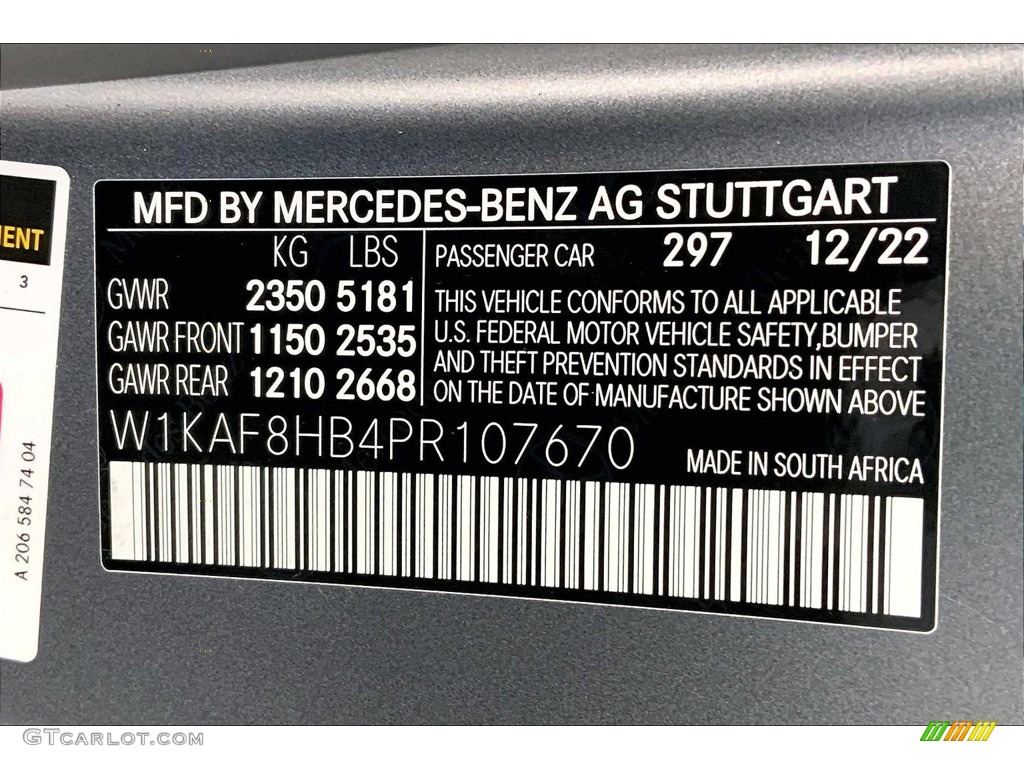 MFD BY MERCEDES-BENZ AG STUTTGART
KG LBS
GVWR 2350 5181
GAWR FRONT 1150 2535
GAWR REAR 1210 2668
PASSENGER CAR 297 12/22
THIS VEHICLE CONFORMS TO ALL APPLICABLE
U.S. FEDERAL MOTOR VEHICLE SAFETY, BUMPER
AND THEFT PREVENTION STANDARDS IN EFFECT
ON THE DATE OF MANUFACTURE SHOWN ABOVE
W1KAF8HB4PR107670
MADE IN SOUTH AFRICA
3
A 206 584 74 04
GTCARLOT.COM